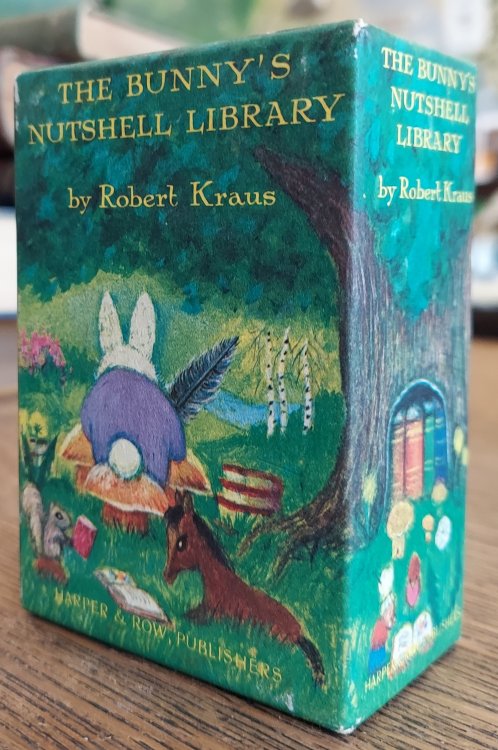 THE BUNNY'S
NUTSHELL LIBRARY
by Robert Kraus
HARPER & ROW, PUBLISHERS
THE BUNNY'S
NUTSHELL
LIBRARY
by Robert Kraus